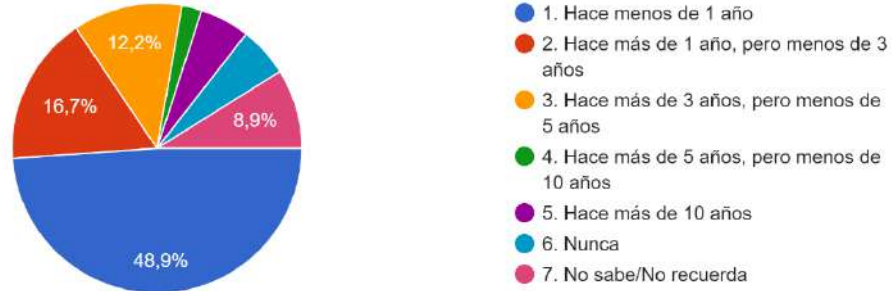 12,2%
16,7%
8,9%
48,9%
1. Hace menos de 1 año
2. Hace más de 1 año, pero menos de 3
años
3. Hace más de 3 años, pero menos de
5 años
4. Hace más de 5 años, pero menos de
10 años
5. Hace más de 10 años
6. Nunca
7. No sabe/No recuerda